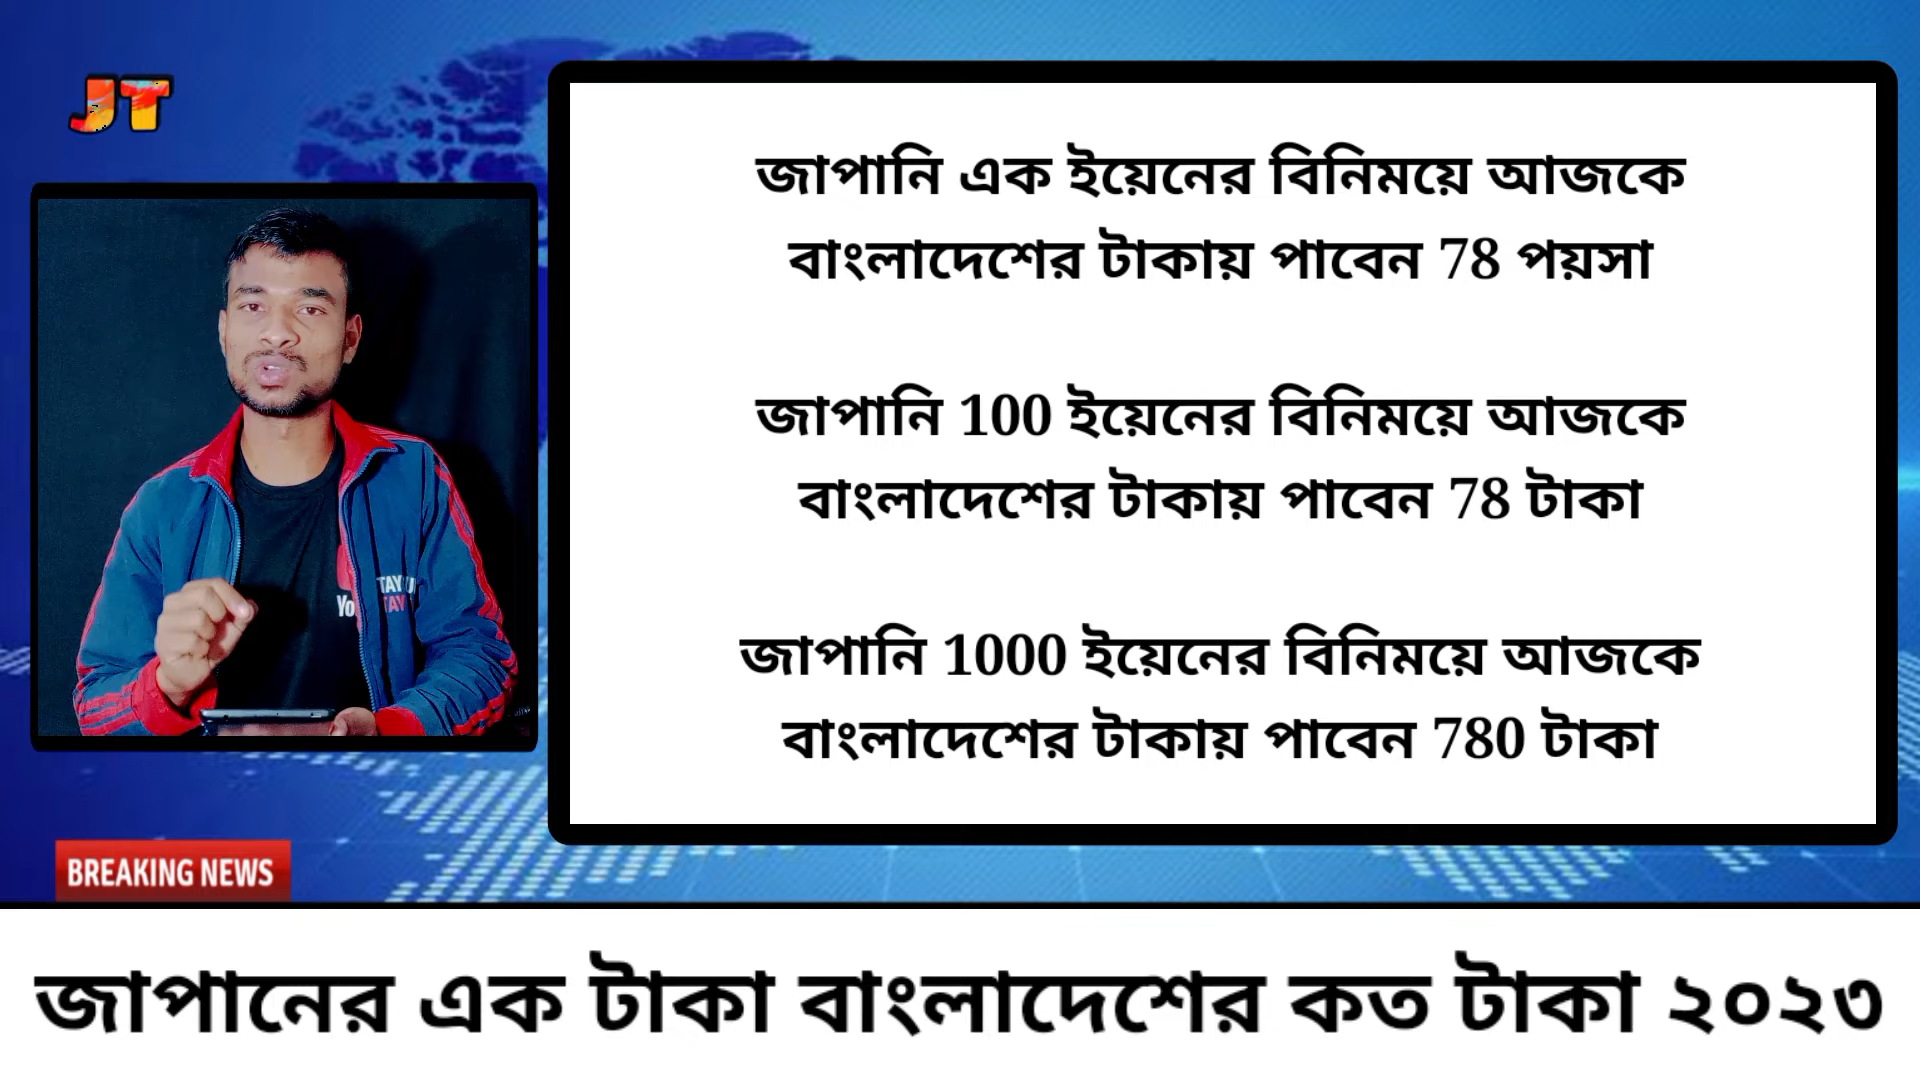 JT
জাপানি এক ইয়েনের বিনিময়ে আজকে
বাংলাদেশের টাকায় পাবেন 78 পয়সা
জাপানি 100 ইয়েনের বিনিময়ে আজকে
বাংলাদেশের টাকায় পাবেন 78 টাকা
জাপানি 1000 ইয়েনের বিনিময়ে আজকে
বাংলাদেশের টাকায় পাবেন 780 টাকা
BREAKING NEWS
জাপানের এক টাকা বাংলাদেশের কত টাকা ২০২৩